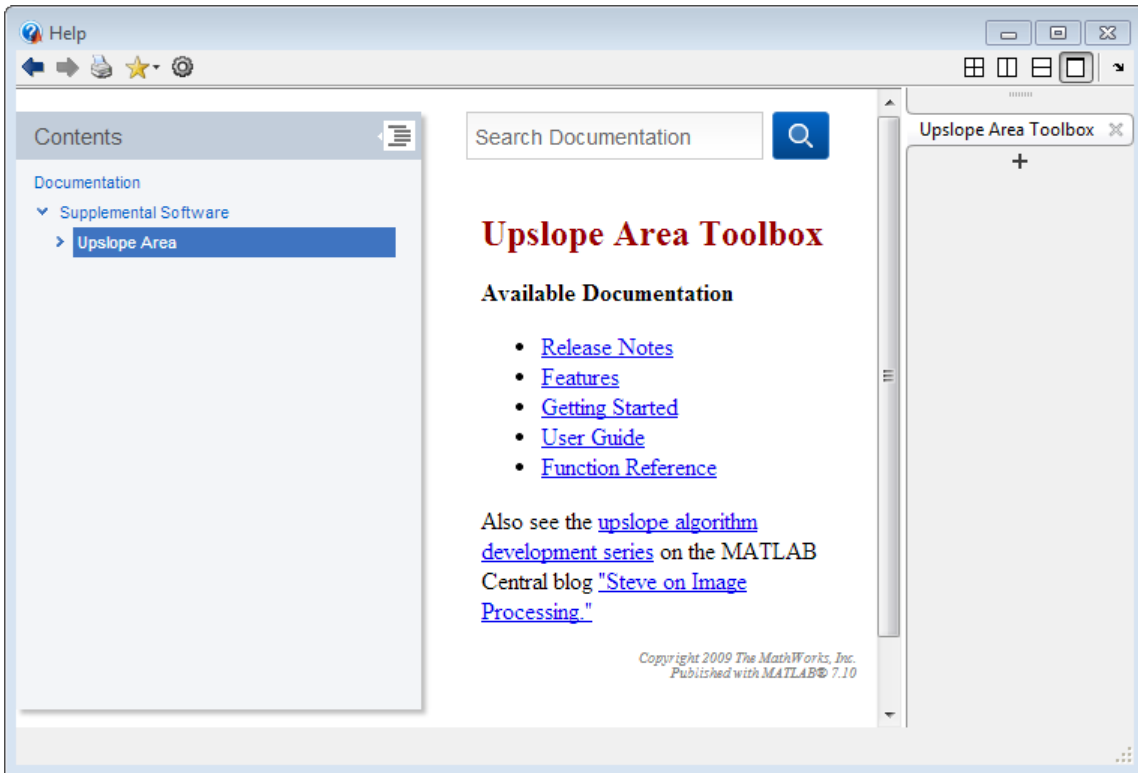 Help
Contents
Documentation
Supplemental Software
Upslope Area
Search Documentation
Upslope Area Toolbox
Available Documentation
• Release Notes
• Features
• Getting Started
• User Guide
• Function Reference
Also see the upslope algorithm
development series on the MATLAB
Central blog "Steve on Image
Processing."
Copyright 2009 The MathWorks, Inc.
Published with MATLAB® 7.10
Upslope Area Toolbox